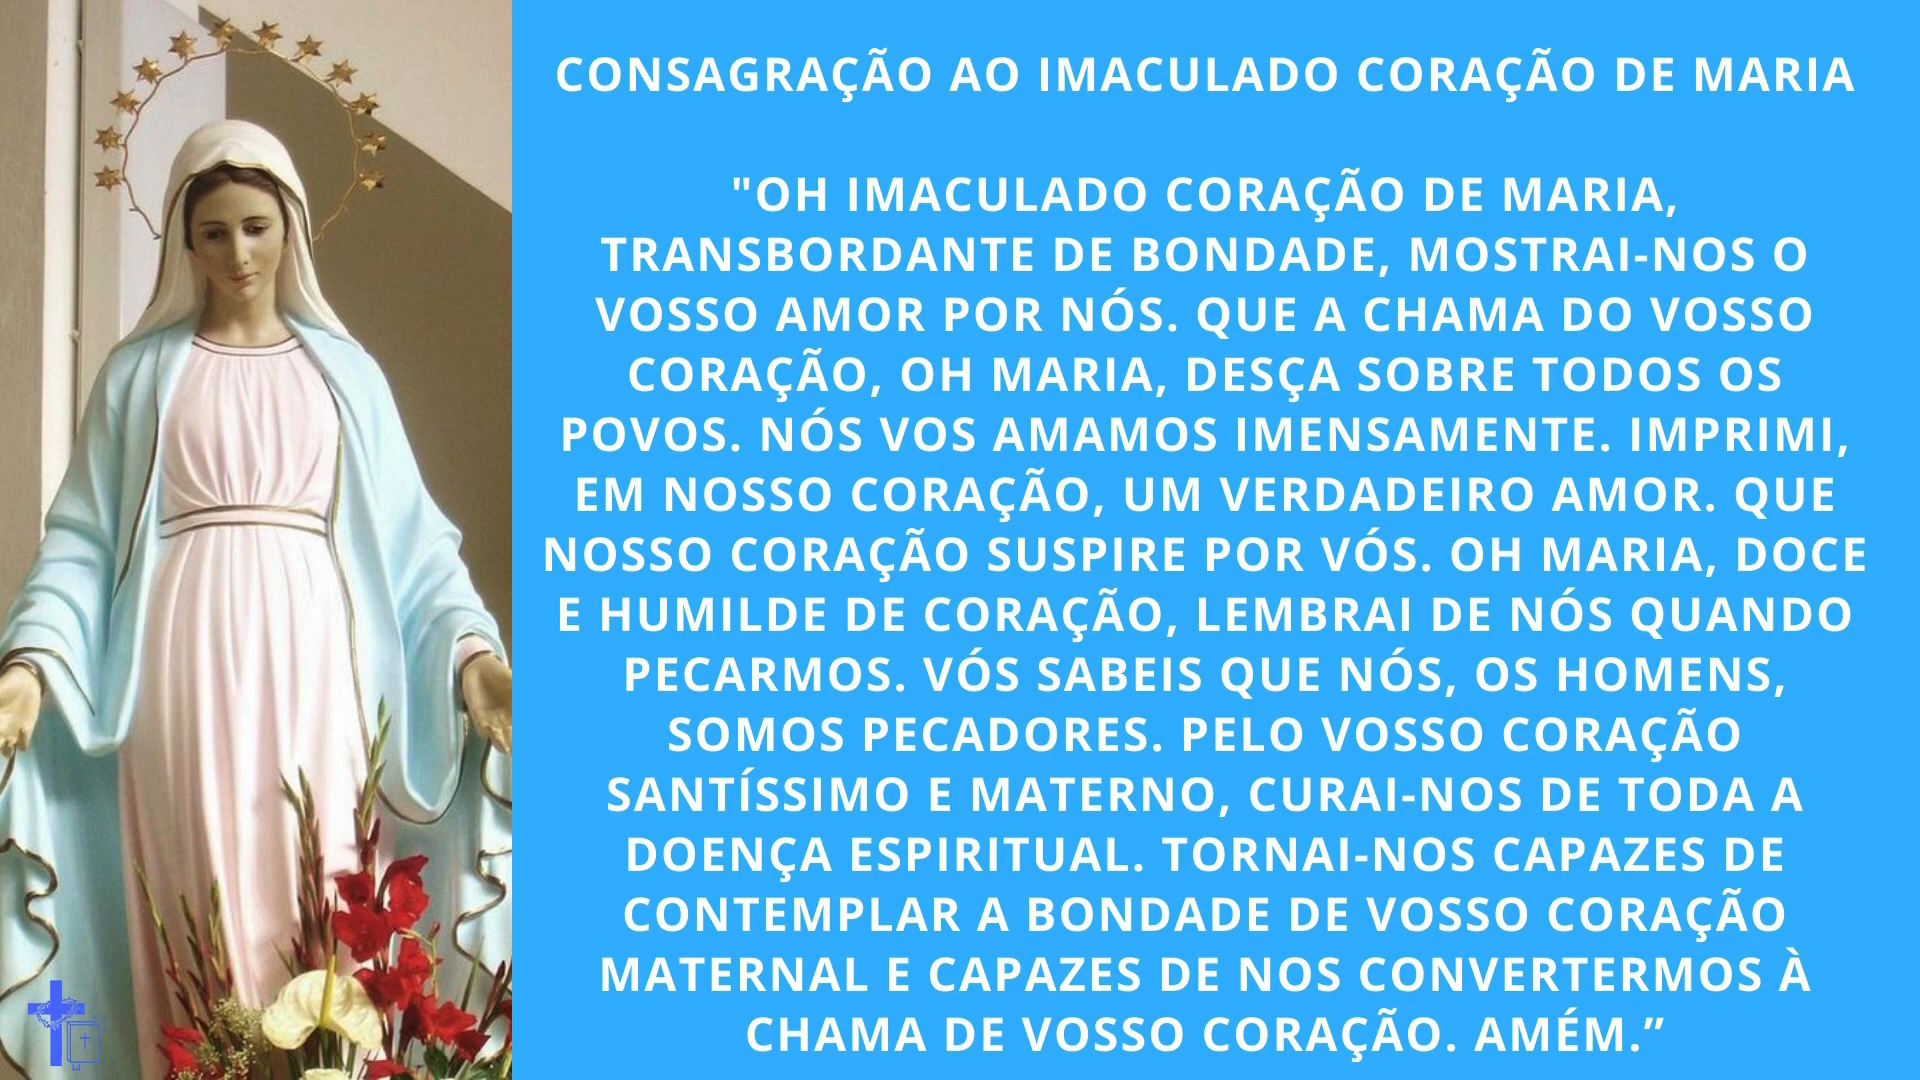 CONSAGRAÇÃO AO IMACULADO CORAÇÃO DE MARIA
"OH IMACULADO CORAÇÃO DE MARIA,
TRANSBORDANTE DE BONDADE, MOSTRAI-NOS O
VOSSO AMOR POR NÓS. QUE A CHAMA DO VOSSO
CORAÇÃO, OH MARIA, DESÇA SOBRE TODOS OS
POVOS. NÓS VOS AMAMOS IMENSAMENTE. IMPRIMI,
EM NOSSO CORAÇÃO, UM VERDADEIRO AMOR. QUE
NOSSO CORAÇÃO SUSPIRE POR VÓS. OH MARIA, DOCE
E HUMILDE DE CORAÇÃO, LEMBRAI DE NÓS QUANDO
PECARMOS. VÓS SABEIS QUE NÓS, OS HOMENS,
SOMOS PECADORES. PELO VOSSO CORAÇÃO
SANTÍSSIMO E MATERNO, CURAI-NOS DE TODA A
DOENÇA ESPIRITUAL. TORNAI-NOS CAPAZES DE
CONTEMPLAR A BONDADE DE VOSSO CORAÇÃO
MATERNAL E CAPAZES DE NOS CONVERTERMOS À
CHAMA DE VOSSO CORAÇÃO. AMÉM.”